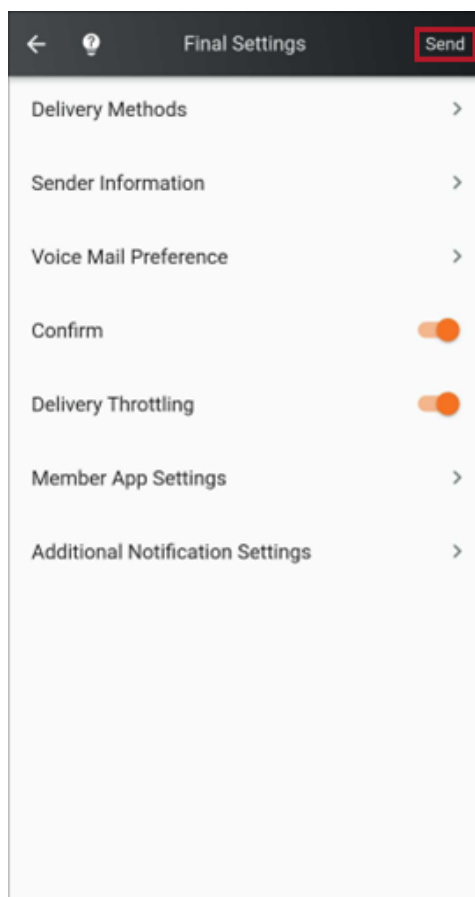 Final Settings
Send
Delivery Methods
Sender Information
Voice Mail Preference
Confirm
Delivery Throttling
Member App Settings
Additional Notification Settings